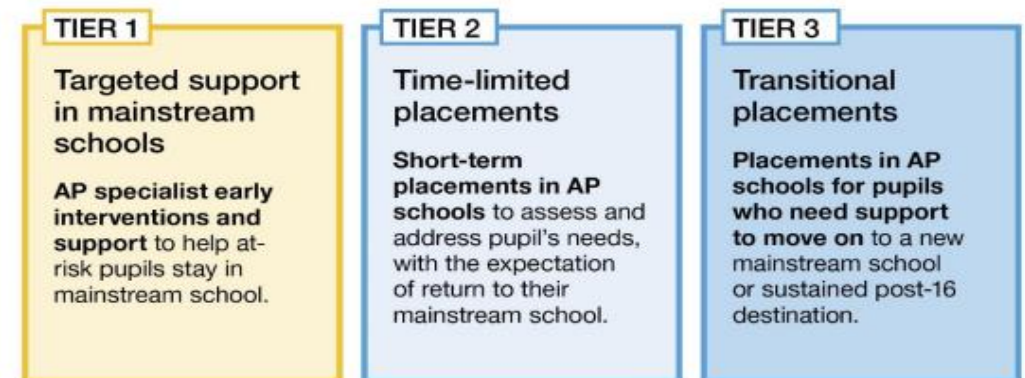 TIER 1
Targeted support
in mainstream
schools
AP specialist early
interventions and
support to help at-
risk pupils stay in
mainstream school.
TIER 2
Time-limited
placements
Short-term
placements in AP
schools to assess and
address pupil's needs,
with the expectation
of return to their
mainstream school.
TIER 3
Transitional
placements
Placements in AP
schools for pupils
who need support
to move on to a new
mainstream school
or sustained post-16
destination.